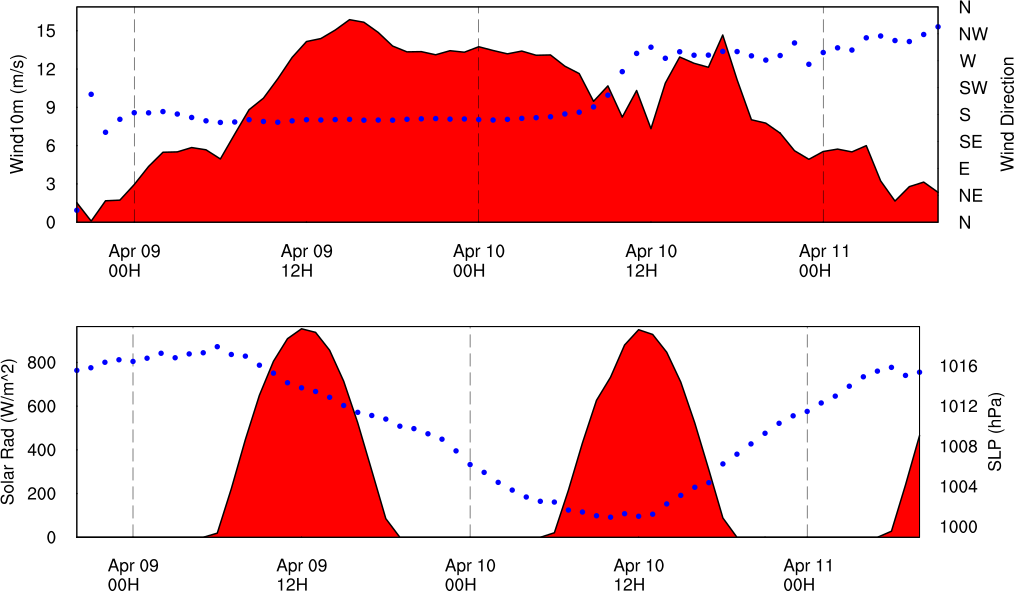 N
15
NW
12
W
SW
9
S
6
SE
E
3
NE
0
N
Wind10m (m/s)
Wind Direction
Apr 09
00H
Apr 09
12H
Apr 10
00H
Apr 10
12H
Apr 11
00H
800
1016
600
1012
400
1008
200
1004
0
1000
Solar Rad (W/m^2)
SLP (hPa)
Apr 09
00H
Apr 09
12H
Apr 10
00H
Apr 10
12H
Apr 11
00H